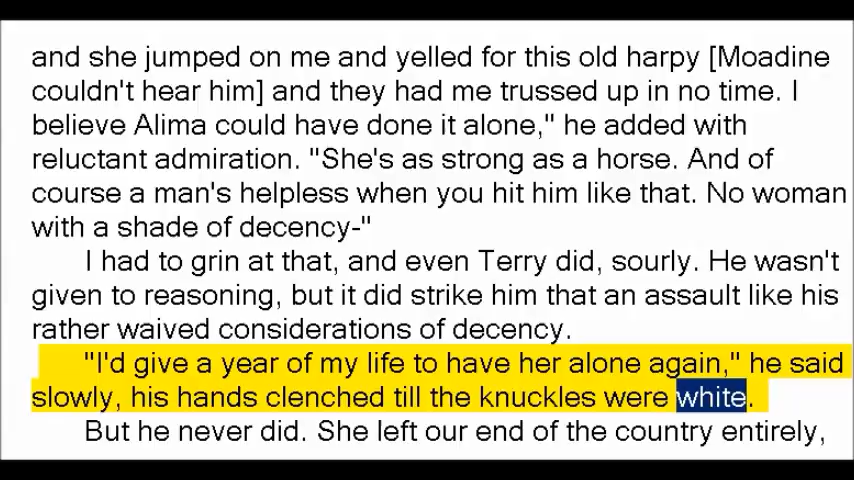 and she jumped on me and yelled for this old harpy [Moadine
couldn't hear him] and they had me trussed up in no time. I
believe Alima could have done it alone," he added with
reluctant admiration. "She's as strong as a horse. And of
course a man's helpless when you hit him like that. No woman
with a shade of decency-"
I had to grin at that, and even Terry did, sourly. He wasn't
given to reasoning, but it did strike him that an assault like his
rather waived considerations of decency.
"I'd give a year of my life to have her alone again," he said
slowly, his hands clenched till the knuckles were white.
But he never did. She left our end of the country entirely,